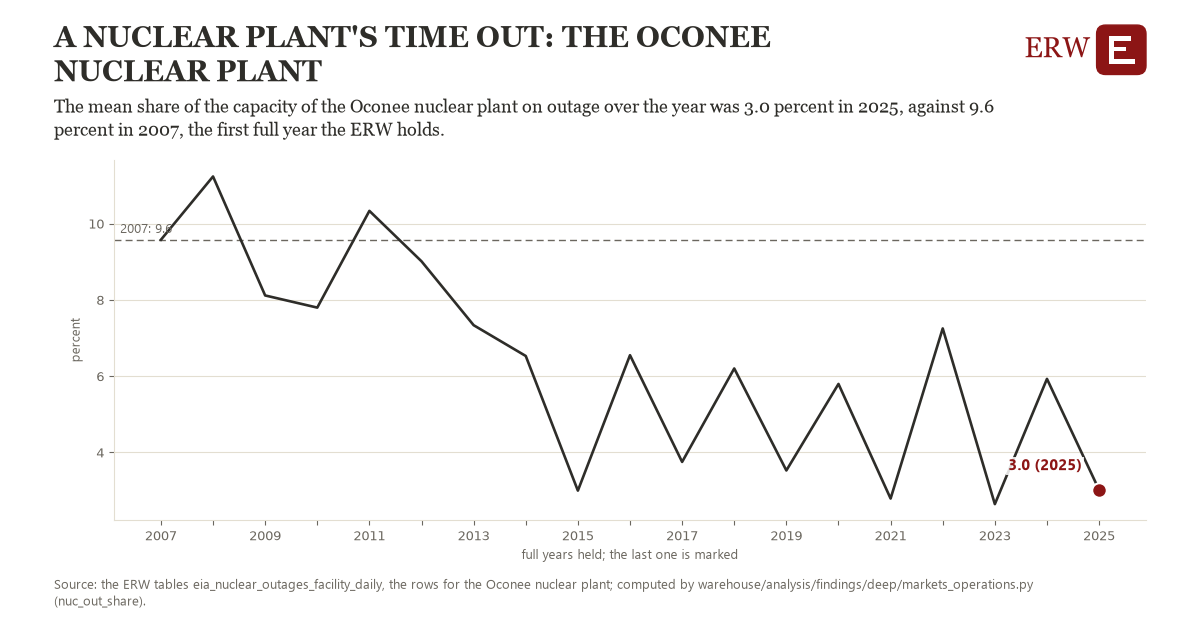 A NUCLEAR PLANT'S TIME OUT: THE OCONEE
NUCLEAR PLANT
ERW E
The mean share of the capacity of the Oconee nuclear plant on outage over the year was 3.0 percent in 2025, against 9.6
percent in 2007, the first full year the ERW holds.
10
8
6
4
percent
2007: 9.6
3.0 (2025)
2007 2009 2011 2013 2015 2017 2019 2021 2023 2025
full years held; the last one is marked
Source: the ERW tables eia_nuclear_outages_facility_daily, the rows for the Oconee nuclear plant; computed by warehouse/analysis/findings/deep/markets_operations.py
(nuc_out_share).